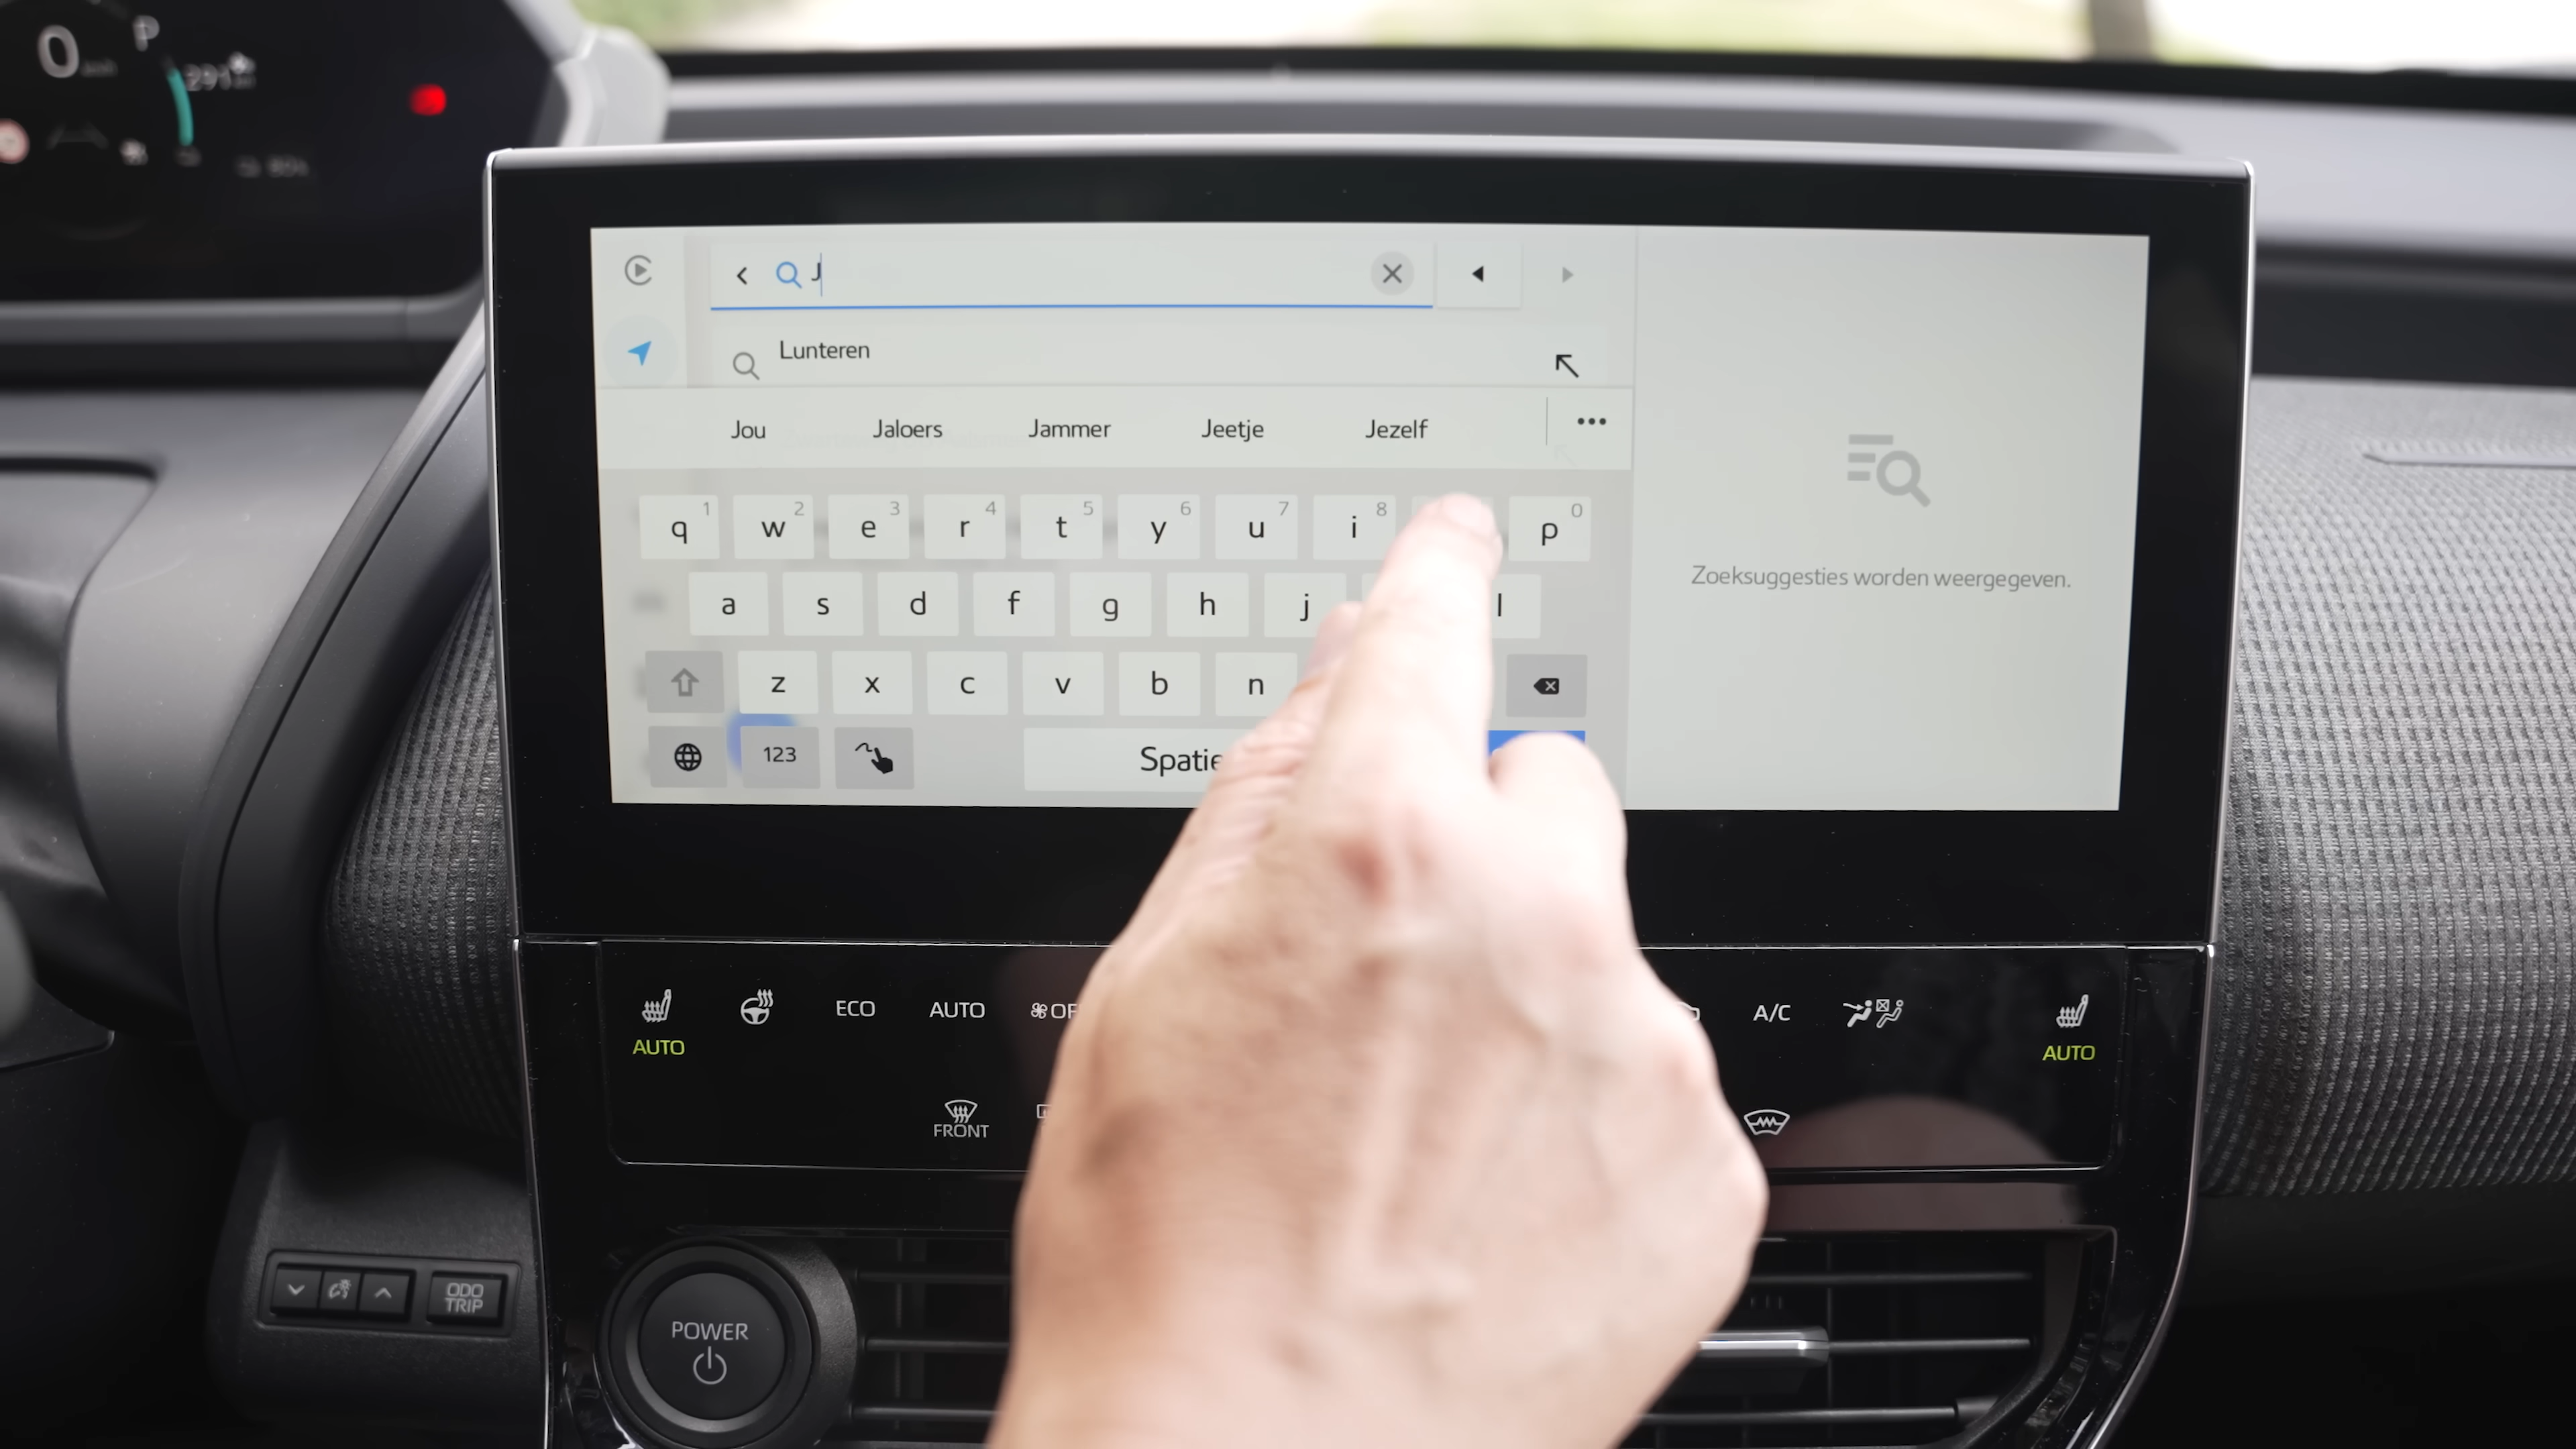 0
P
J
Lunteren
Jou Jaloers Jammer Jeetje Jezelf
q 1 w 2 e 3 r 4 t 5 y 6 u 7 i 8 p 0
a s d f g h j l
z x c v b n
123 Spatie
Zoeksuggesties worden weergegeven.
ECO AUTO A/C
AUTO AUTO
FRONT
ODO
TRIP
POWER